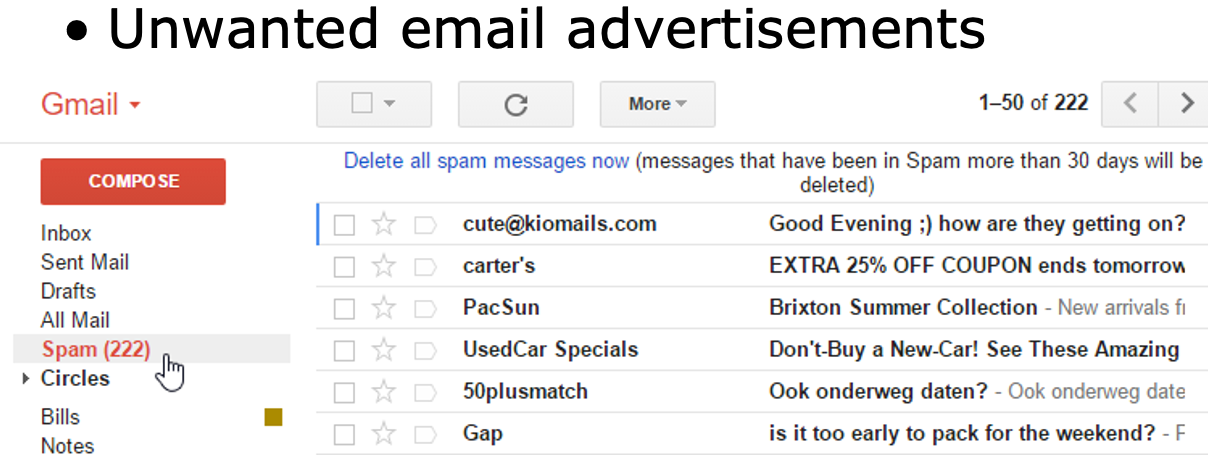 • Unwanted email advertisements
Gmail
More
1–50 of 222
COMPOSE
Delete all spam messages now (messages that have been in Spam more than 30 days will be
deleted)
Inbox
Sent Mail
Drafts
All Mail
Spam (222)
Circles
Bills
Notes
cute@kiomails.com Good Evening ;) how are they getting on?
carter's EXTRA 25% OFF COUPON ends tomorrow
PacSun Brixton Summer Collection - New arrivals
UsedCar Specials Don't-Buy a New-Car! See These Amazing
50plusmatch Ook onderweg daten? - Ook onderweg date
Gap is it too early to pack for the weekend? -